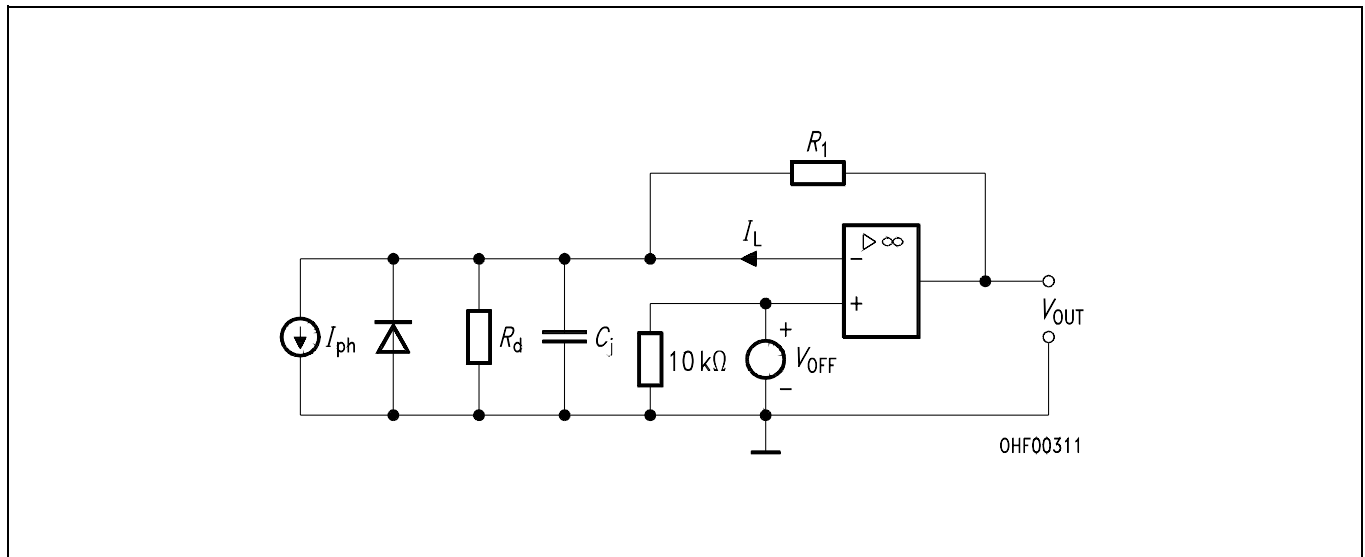 R1
IL
▷ ∞
-
+
Iph
Rd
Cj
10 kΩ
+
VOFF
-
VOUT
OHF00311